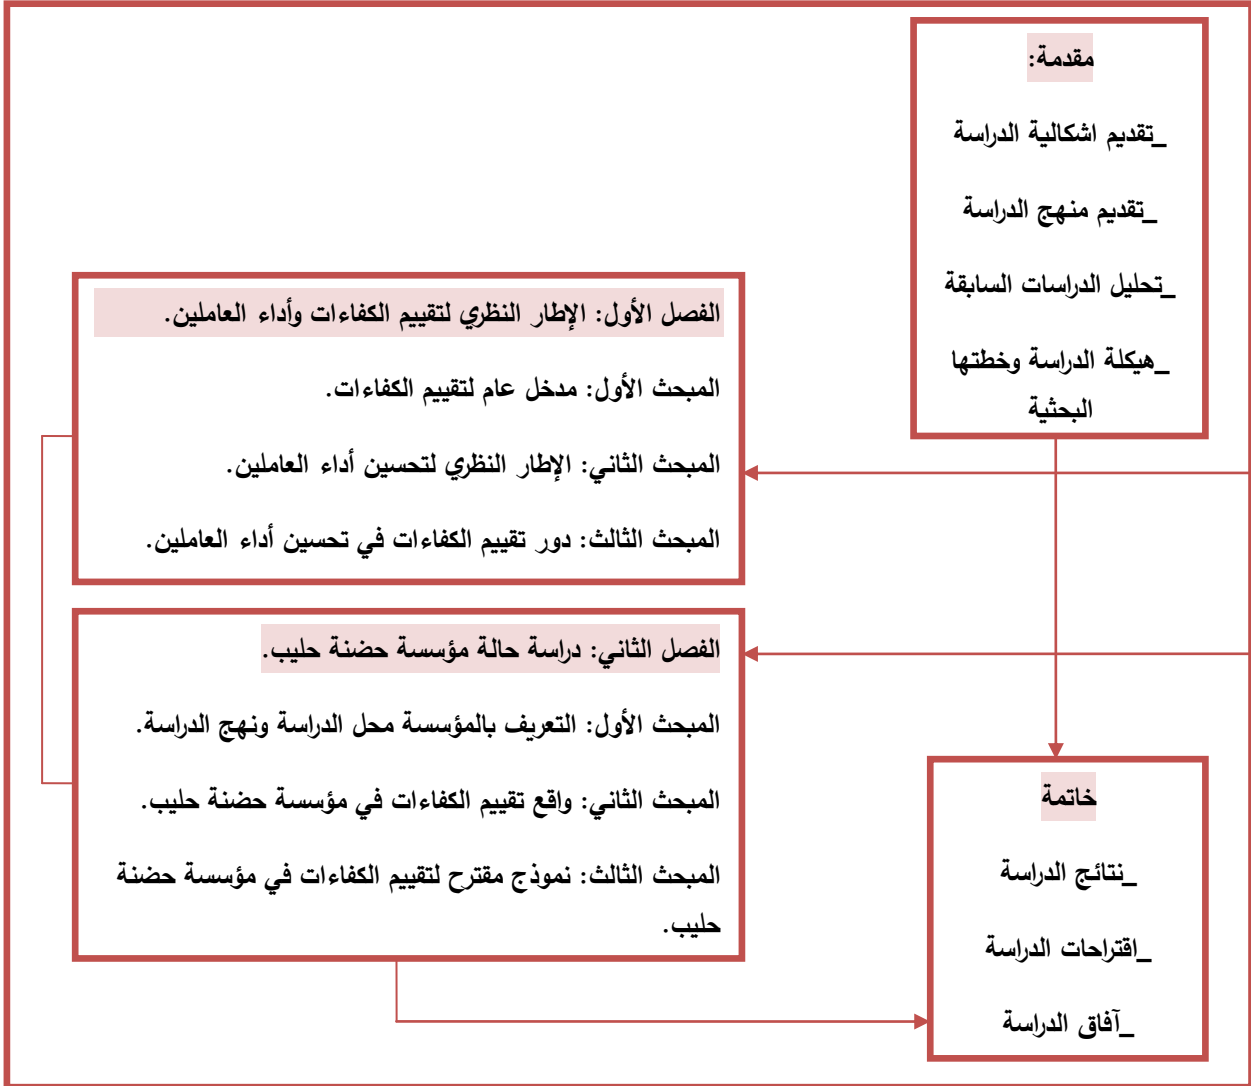 مقدمة:
_تقديم اشكالية الدراسة
_تقديم منهج الدراسة
_تحليل الدراسات السابقة
_هيكلة الدراسة وخطتها
البحثية
الفصل الأول: الإطار النظري لتقييم الكفاءات وأداء العاملين.
المبحث الأول: مدخل عام لتقييم الكفاءات.
المبحث الثاني: الإطار النظري لتحسين أداء العاملين.
المبحث الثالث: دور تقييم الكفاءات في تحسين أداء العاملين.
الفصل الثاني: دراسة حالة مؤسسة حضنة حليب.
المبحث الأول: التعريف بالمؤسسة محل الدراسة ونهج الدراسة.
المبحث الثاني: واقع تقييم الكفاءات في مؤسسة حضنة حليب.
المبحث الثالث: نموذج مقترح لتقييم الكفاءات في مؤسسة حضنة
حليب.
خاتمة
_نتائج الدراسة
_اقتراحات الدراسة
_آفاق الدراسة